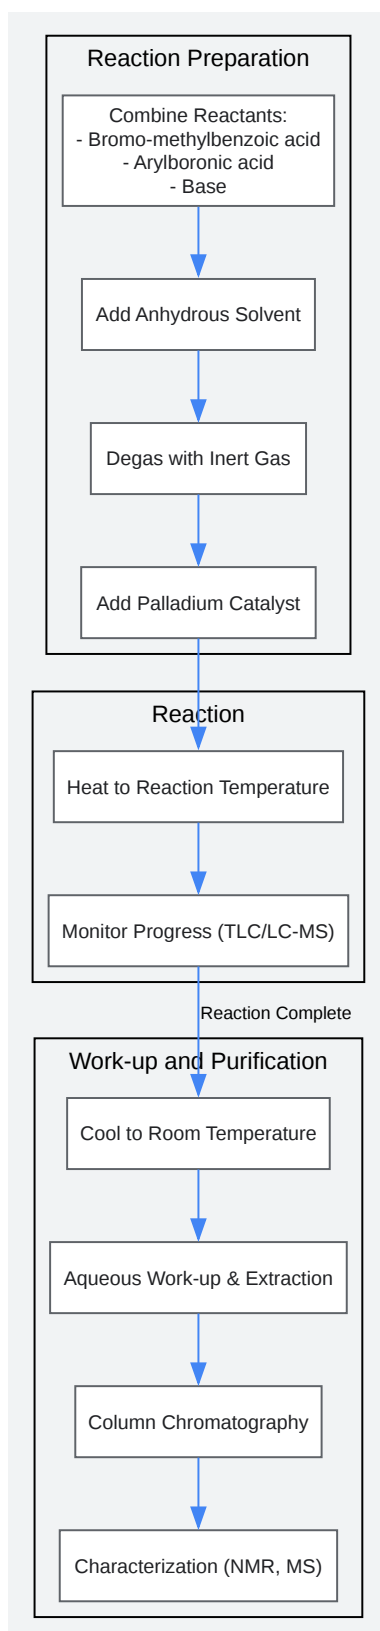 Reaction Preparation
Combine Reactants:
- Bromo-methylbenzoic acid
- Arylboronic acid
- Base
Add Anhydrous Solvent
Degas with Inert Gas
Add Palladium Catalyst
Reaction
Heat to Reaction Temperature
Monitor Progress (TLC/LC-MS)
Reaction Complete
Work-up and Purification
Cool to Room Temperature
Aqueous Work-up & Extraction
Column Chromatography
Characterization (NMR, MS)